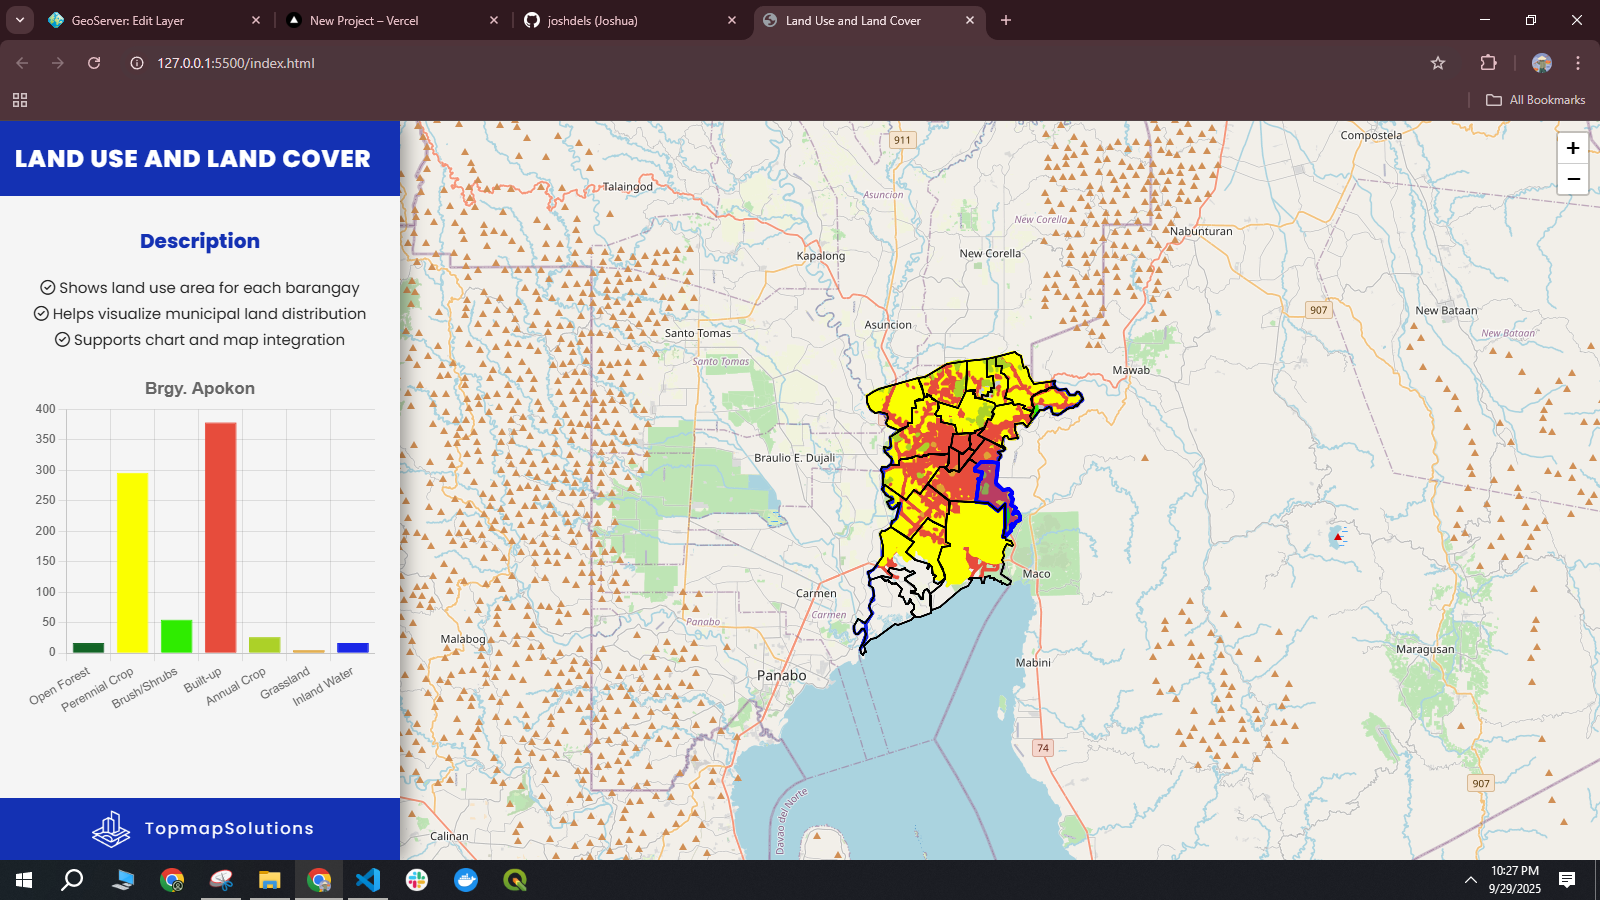 GeoServer: Edit Layer
New Project – Vercel
joshdels (Joshua)
Land Use and Land Cover
127.0.0.1:5500/index.html
All Bookmarks
LAND USE AND LAND COVER
Description
Shows land use area for each barangay
Helps visualize municipal land distribution
Supports chart and map integration
Brgy. Apokon
400
350
300
250
200
150
100
50
0
Open Forest
Perennial Crop
Brush/Shrubs
Built-up
Annual Crop
Grassland
Inland Water
TopmapSolutions
+
−
911
Compostela
Talaingod
Asuncion
New Corella
Nabunturan
Kapalong
New Corella
907
New Bataan
Santo Tomas
Asuncion
New Bataan
Santo Tomas
Mawab
Braulio E. Dujali
Maco
Carmen
Carmen
Panabo
Malabog
Mabini
Maragusan
Panabo
74
907
Davao del Norte
Calinan
10:27 PM
9/29/2025